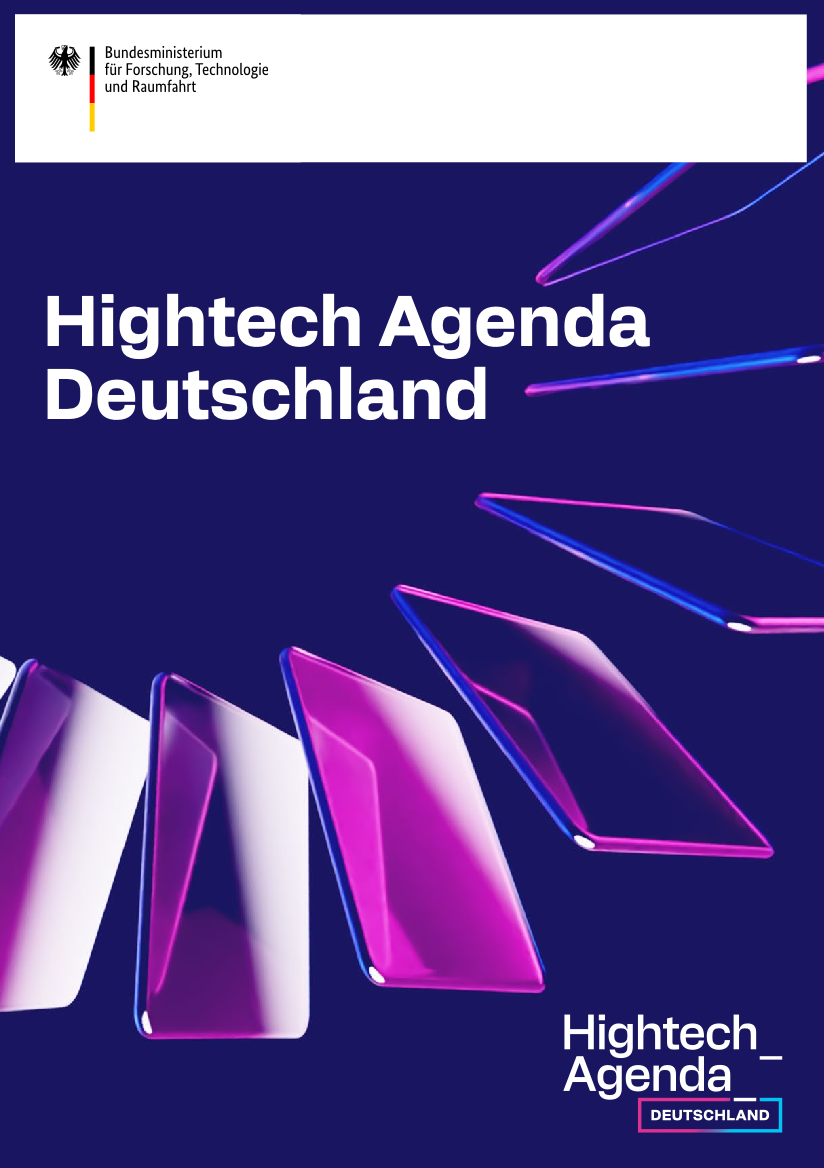 Bundesministerium
für Forschung, Technologie
und Raumfahrt
Hightech Agenda
Deutschland
Hightech_
Agenda_
DEUTSCHLAND